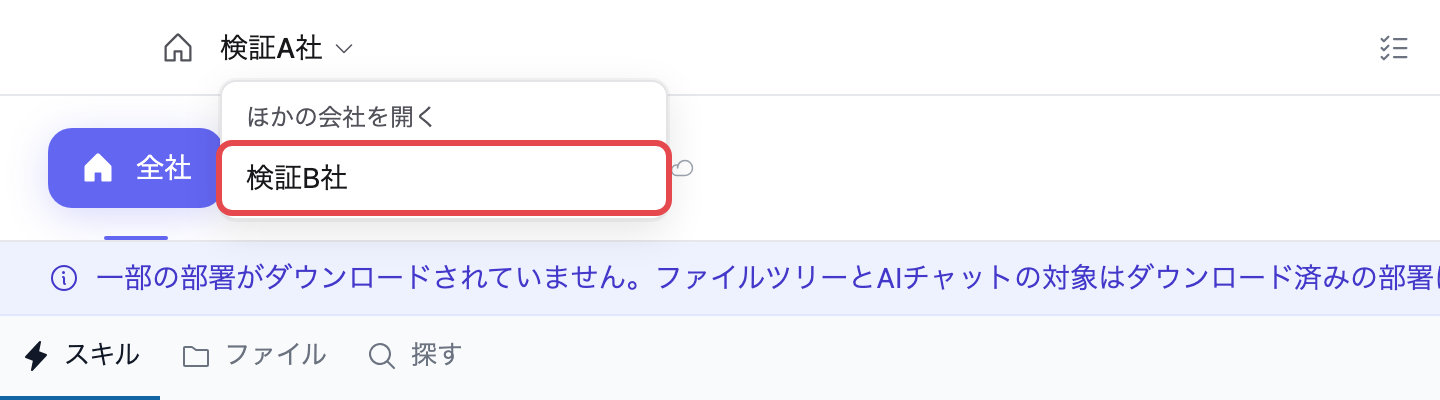 検証A社
ほかの会社を開く
全社
検証B社
一部の部署がダウンロードされていません。ファイルツリーとAIチャットの対象はダウンロード済みの部署
スキル ファイル 探す